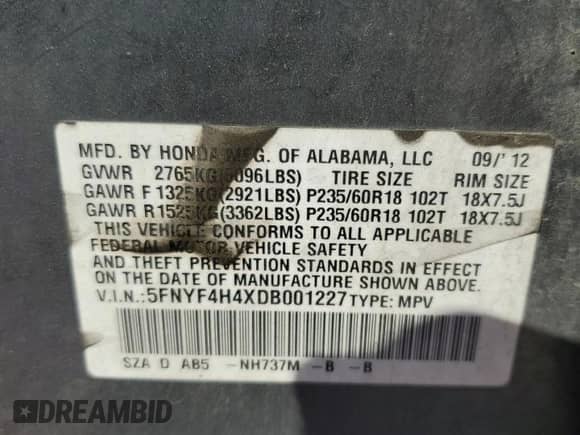 MFD. BY HONDA MFG. OF ALABAMA, LLC 09/'12
GVWR 2765KG(6096LBS) TIRE SIZE RIM SIZE
GAWR F 1325KG(2921LBS) P235/60R18 102T 18X7.5J
GAWR R1525KG(3362LBS) P235/60R18 102T 18X7.5J
THIS VEHICLE CONFORMS TO ALL APPLICABLE
FEDERAL MOTOR VEHICLE SAFETY
AND THEFT PREVENTION STANDARDS IN EFFECT
ON THE DATE OF MANUFACTURE SHOWN ABOVE.
V.I.N.:5FNYF4H4XDB001227 TYPE: MPV
SZA D A85 -NH737M -B -B
DREAMBID